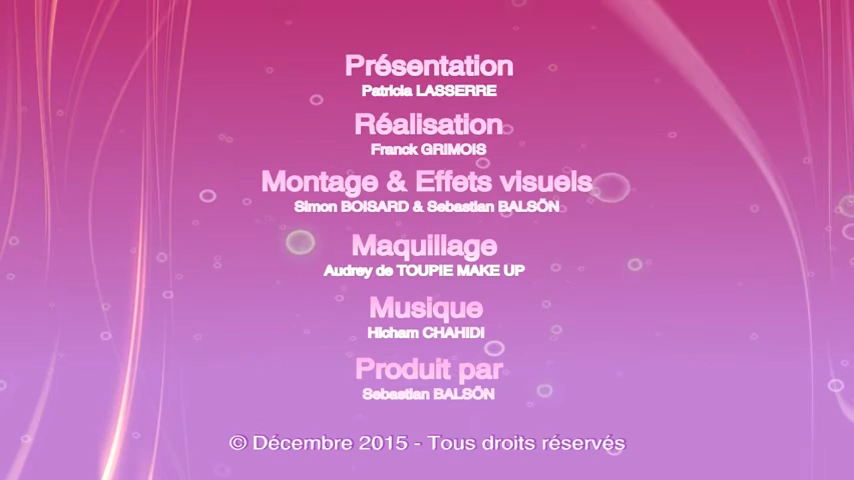 Présentation
Patricia LASSERRE
Réalisation
Franck GRIMOIS
Montage & Effets visuels
Simon BOISARD & Sebastian BALSÖN
Maquillage
Audrey de TOUPIE MAKE UP
Musique
Hicham CHAHIDI
Produit par
Sebastian BALSÖN
© Décembre 2015 - Tous droits réservés